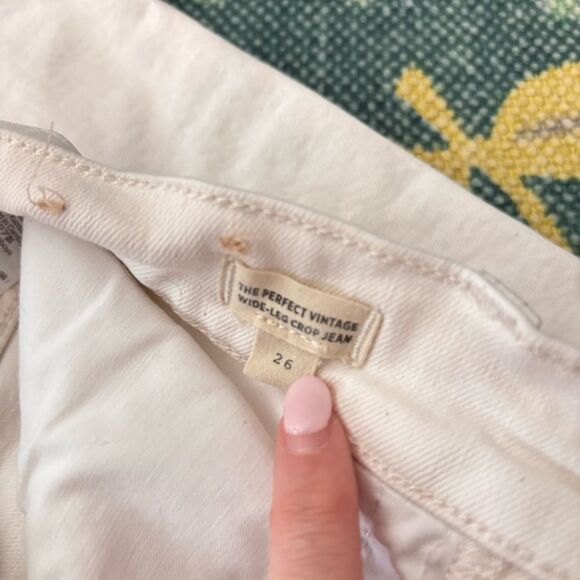 THE PERFECT VINTAGE
WIDE-LEG CROP JEAN
26